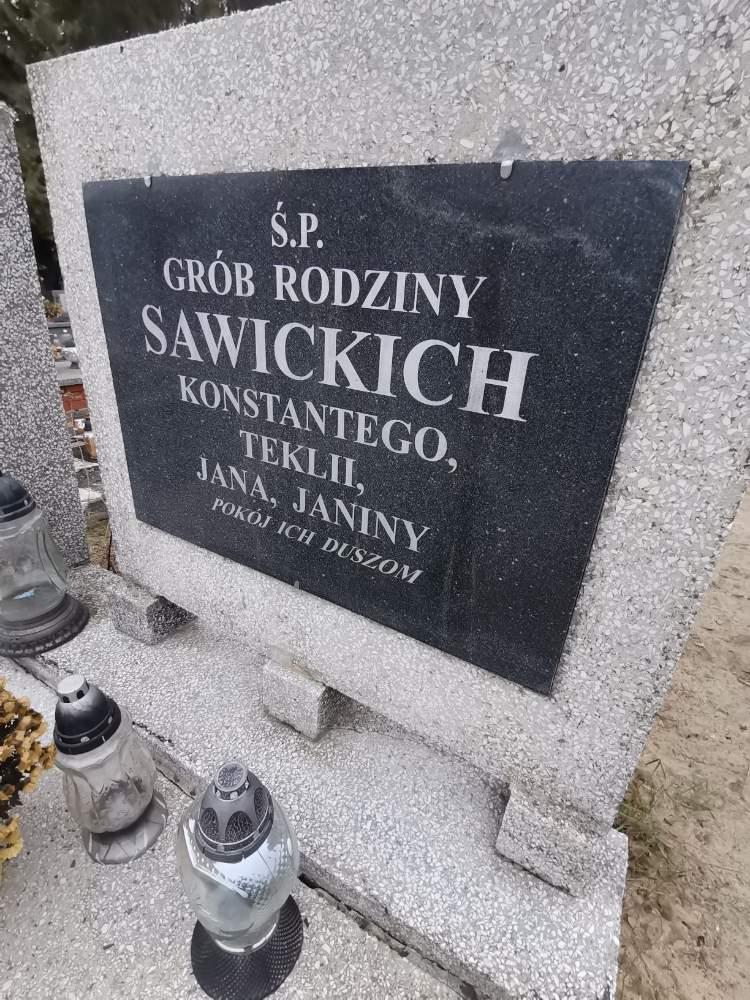 Ś.P.
GRÓB RODZINY
SAWICKICH
KONSTANTEGO,
TEKLII,
JANA, JANINY
POKÓJ ICH DUSZOM